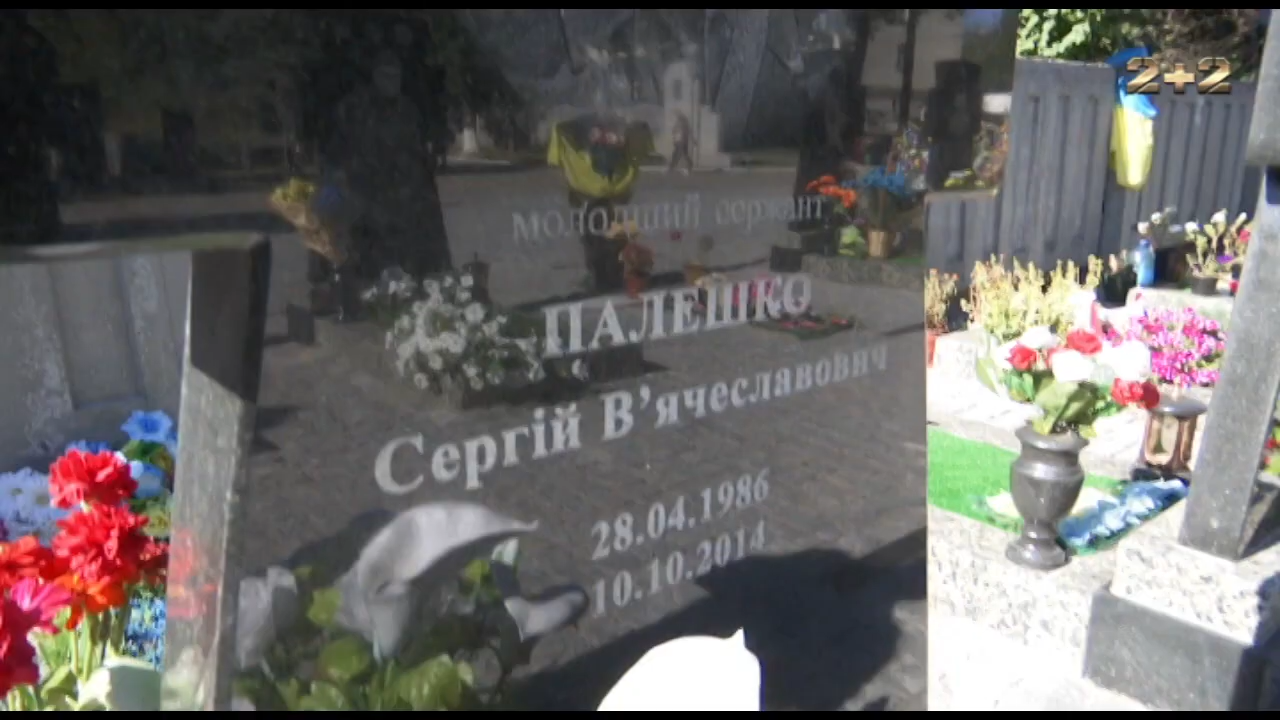 2+2
молодший сержант
ПАЛЕШКО
Сергій В'ячеславович
28.04.1986
10.10.2014